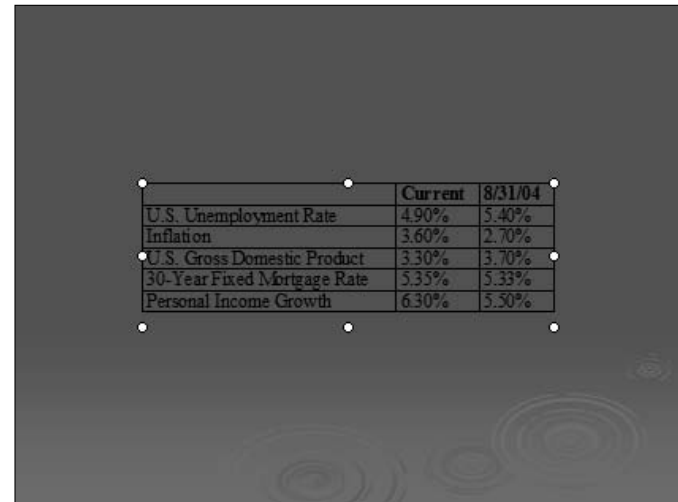 Current 8/31/04
U.S. Unemployment Rate 4.90% 5.40%
Inflation 3.60% 2.70%
U.S. Gross Domestic Product 3.30% 3.70%
30-Year Fixed Mortgage Rate 5.35% 5.33%
Personal Income Growth 6.30% 5.50%